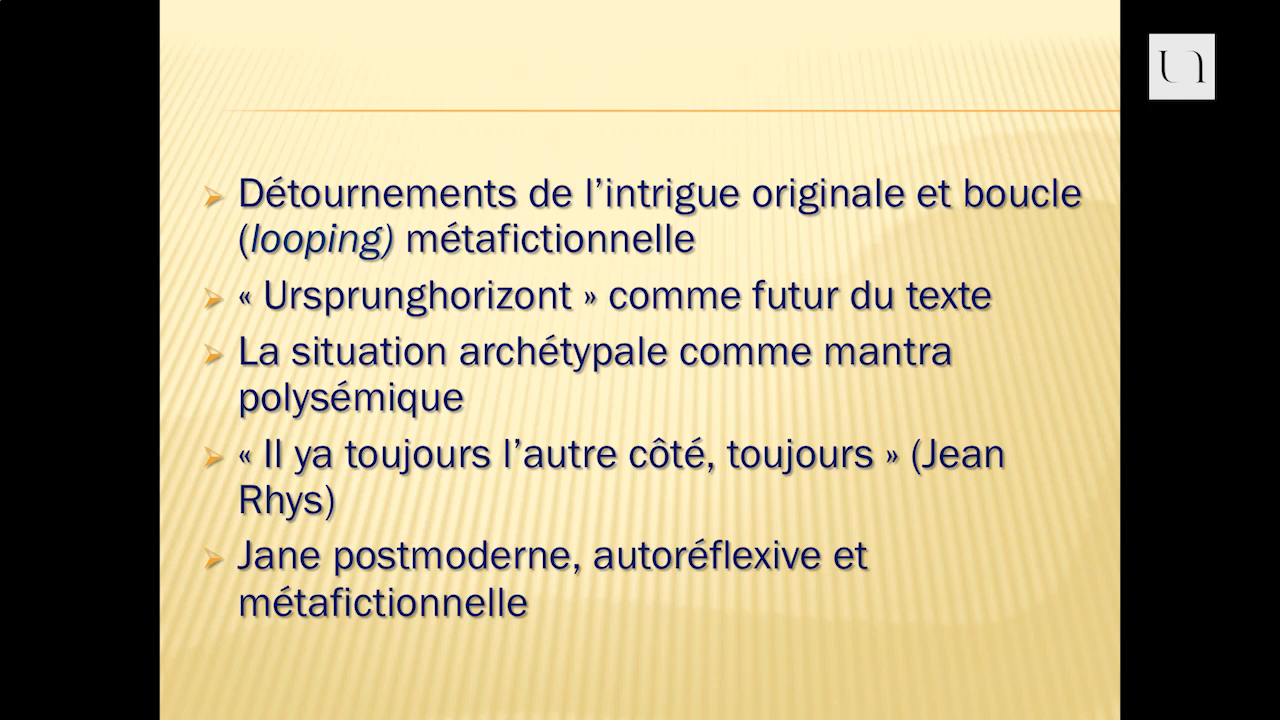 Détournements de l’intrigue originale et boucle
(looping) métafictionnelle
« Ursprunghorizont » comme futur du texte
La situation archétypale comme mantra
polysémique
« Il ya toujours l’autre côté, toujours » (Jean
Rhys)
Jane postmoderne, autoréflexive et
métafictionnelle